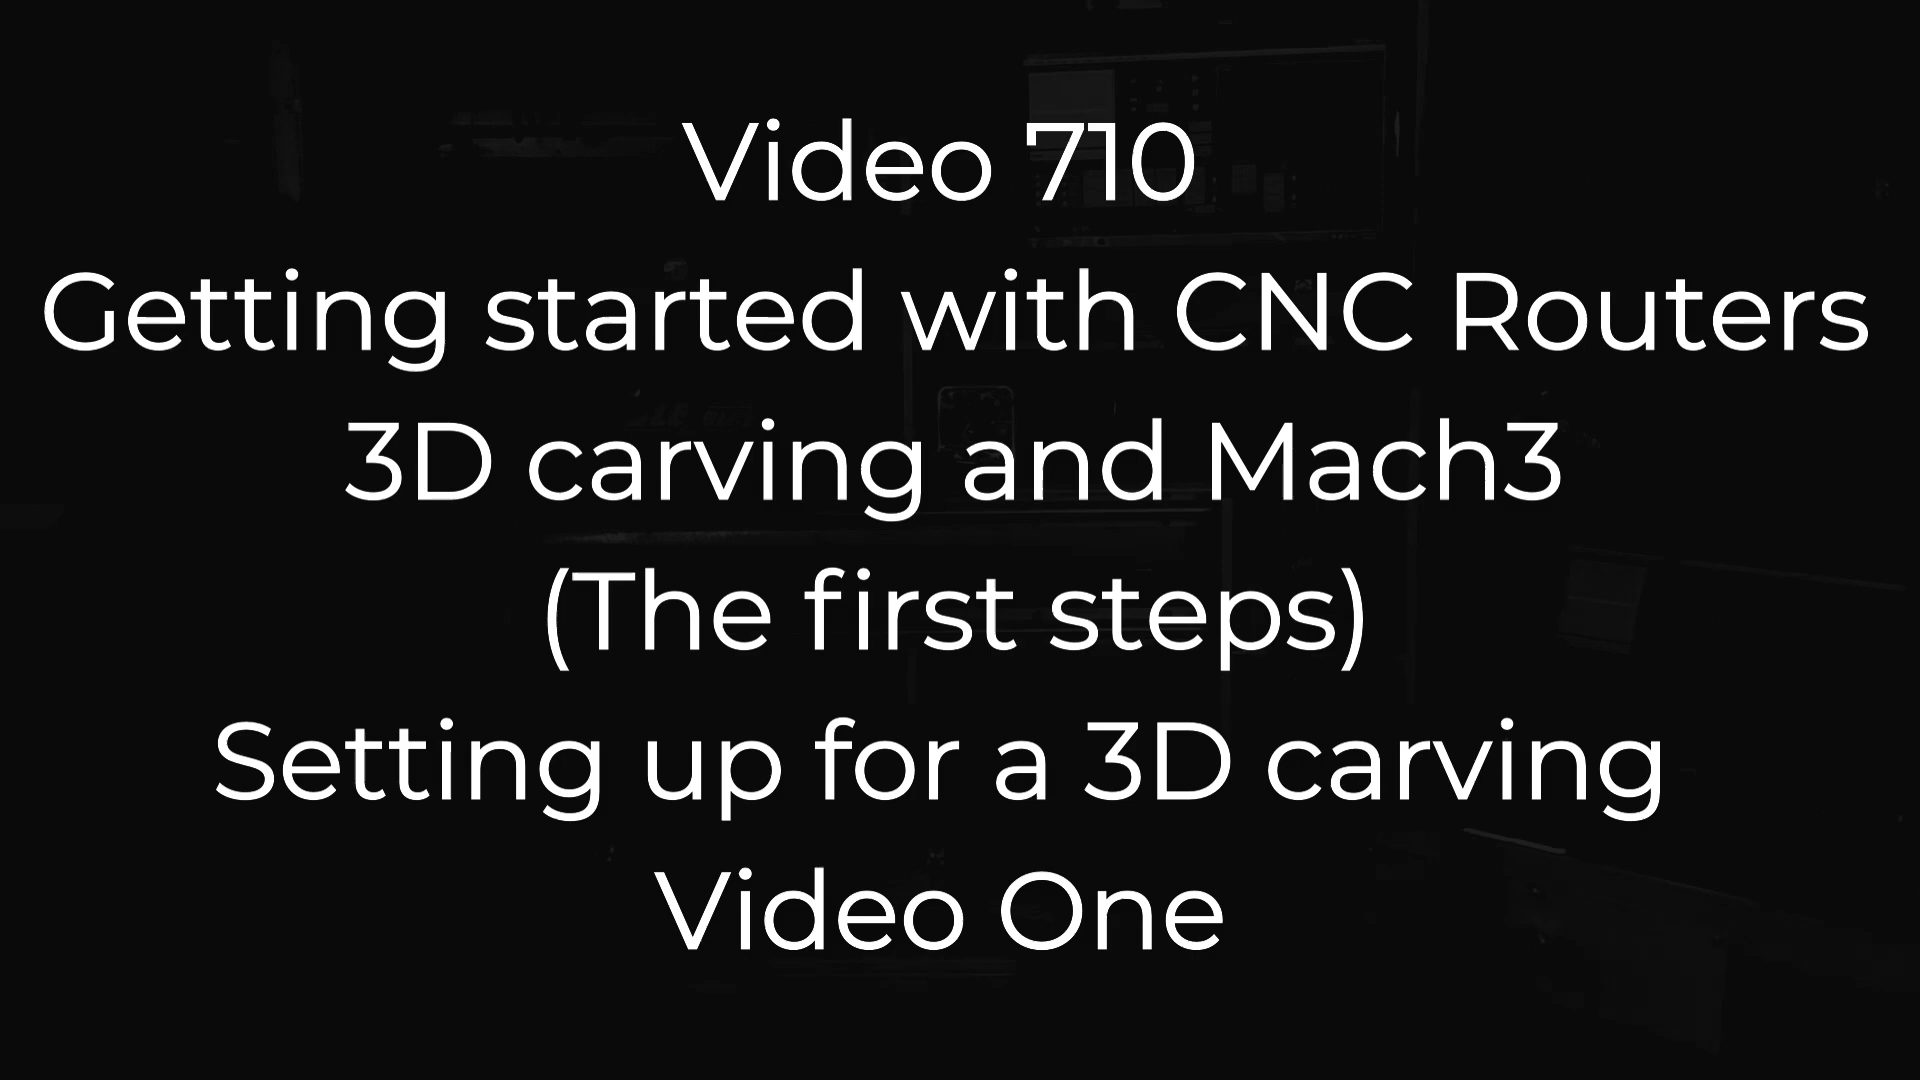 Video 710
Getting started with CNC Routers
3D carving and Mach3
(The first steps)
Setting up for a 3D carving
Video One